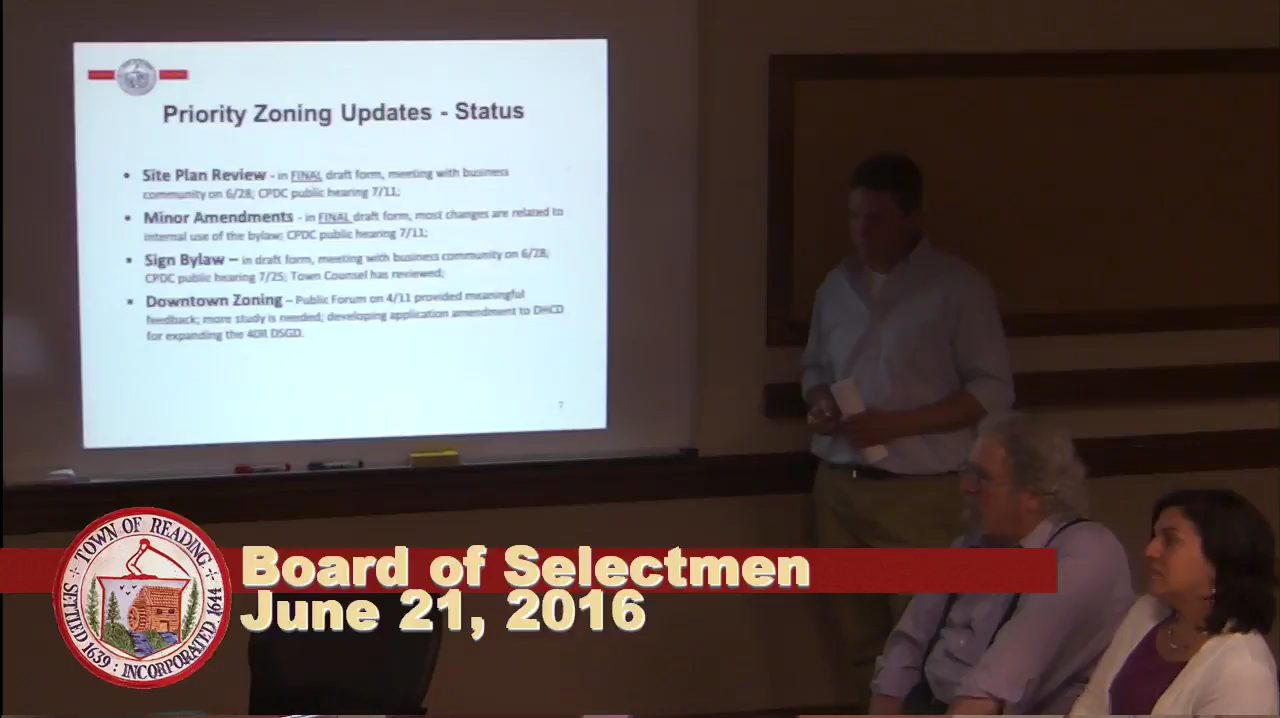 Priority Zoning Updates - Status
• Site Plan Review - in FINAL draft form, meeting with business
community on 6/28; CPDC public hearing 7/11;
• Minor Amendments - in FINAL draft form, most changes are related to
internal use of the bylaw; CPDC public hearing 7/11;
• Sign Bylaw – in draft form, meeting with business community on 6/28;
CPDC public hearing 7/25; Town Counsel has reviewed;
• Downtown Zoning – Public Forum on 4/11 provided meaningful
feedback; more study is needed; developing application amendment to DHCD
for expanding the 40R DSGD.
7
TOWN OF READING
SETTLED 1639 : INCORPORATED 1644
Board of Selectmen
June 21, 2016